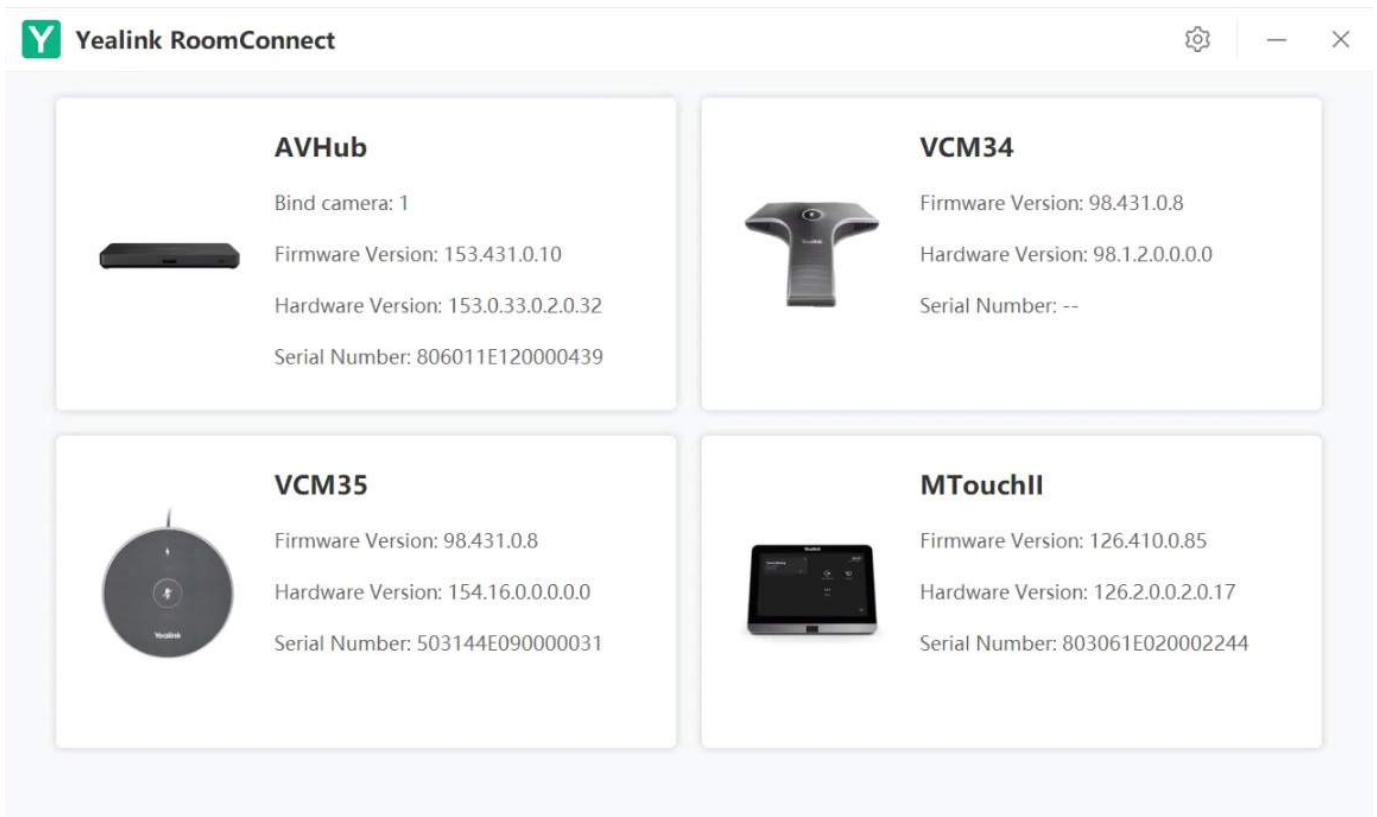 Y Yealink RoomConnect
AVHub
Bind camera: 1
Firmware Version: 153.431.0.10
Hardware Version: 153.0.33.0.2.0.32
Serial Number: 806011E120000439
VCM34
Yealink
Firmware Version: 98.431.0.8
Hardware Version: 98.1.2.0.0.0.0
Serial Number: --
VCM35
Yealink
Firmware Version: 98.431.0.8
Hardware Version: 154.16.0.0.0.0.0
Serial Number: 503144E090000031
MTouchII
Yealink
Firmware Version: 126.410.0.85
Hardware Version: 126.2.0.0.2.0.17
Serial Number: 803061E020002244